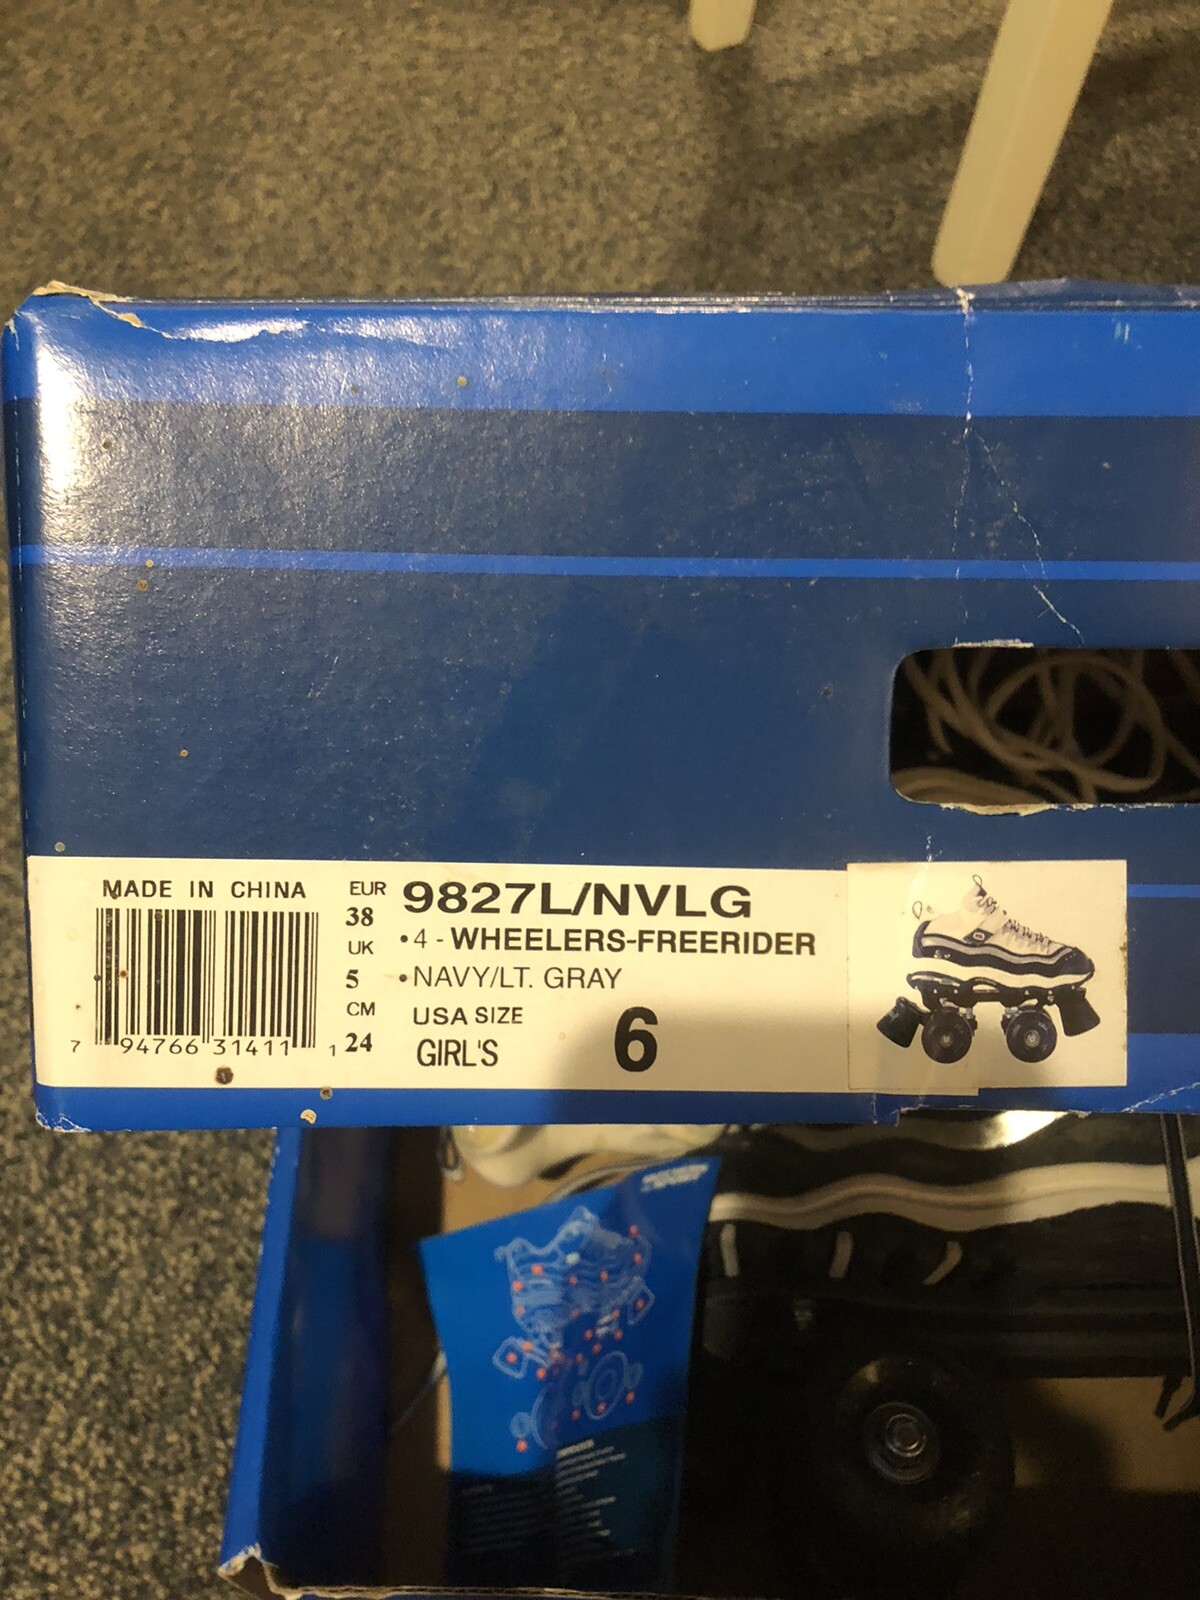 MADE IN CHINA
7 94766 31411 1
EUR
38
UK
5
CM
24
9827L/NVLG
•4-WHEELERS-FREERIDER
•NAVY/LT. GRAY
USA SIZE
GIRL'S
6